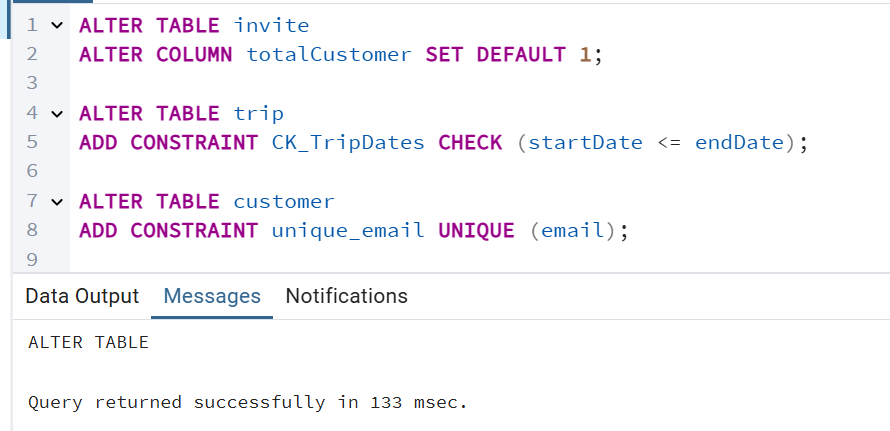 1 ALTER TABLE invite
2 ALTER COLUMN totalCustomer SET DEFAULT 1;
3
4 ALTER TABLE trip
5 ADD CONSTRAINT CK_TripDates CHECK (startDate <= endDate);
6
7 ALTER TABLE customer
8 ADD CONSTRAINT unique_email UNIQUE (email);
9
Data Output Messages Notifications
ALTER TABLE
Query returned successfully in 133 msec.